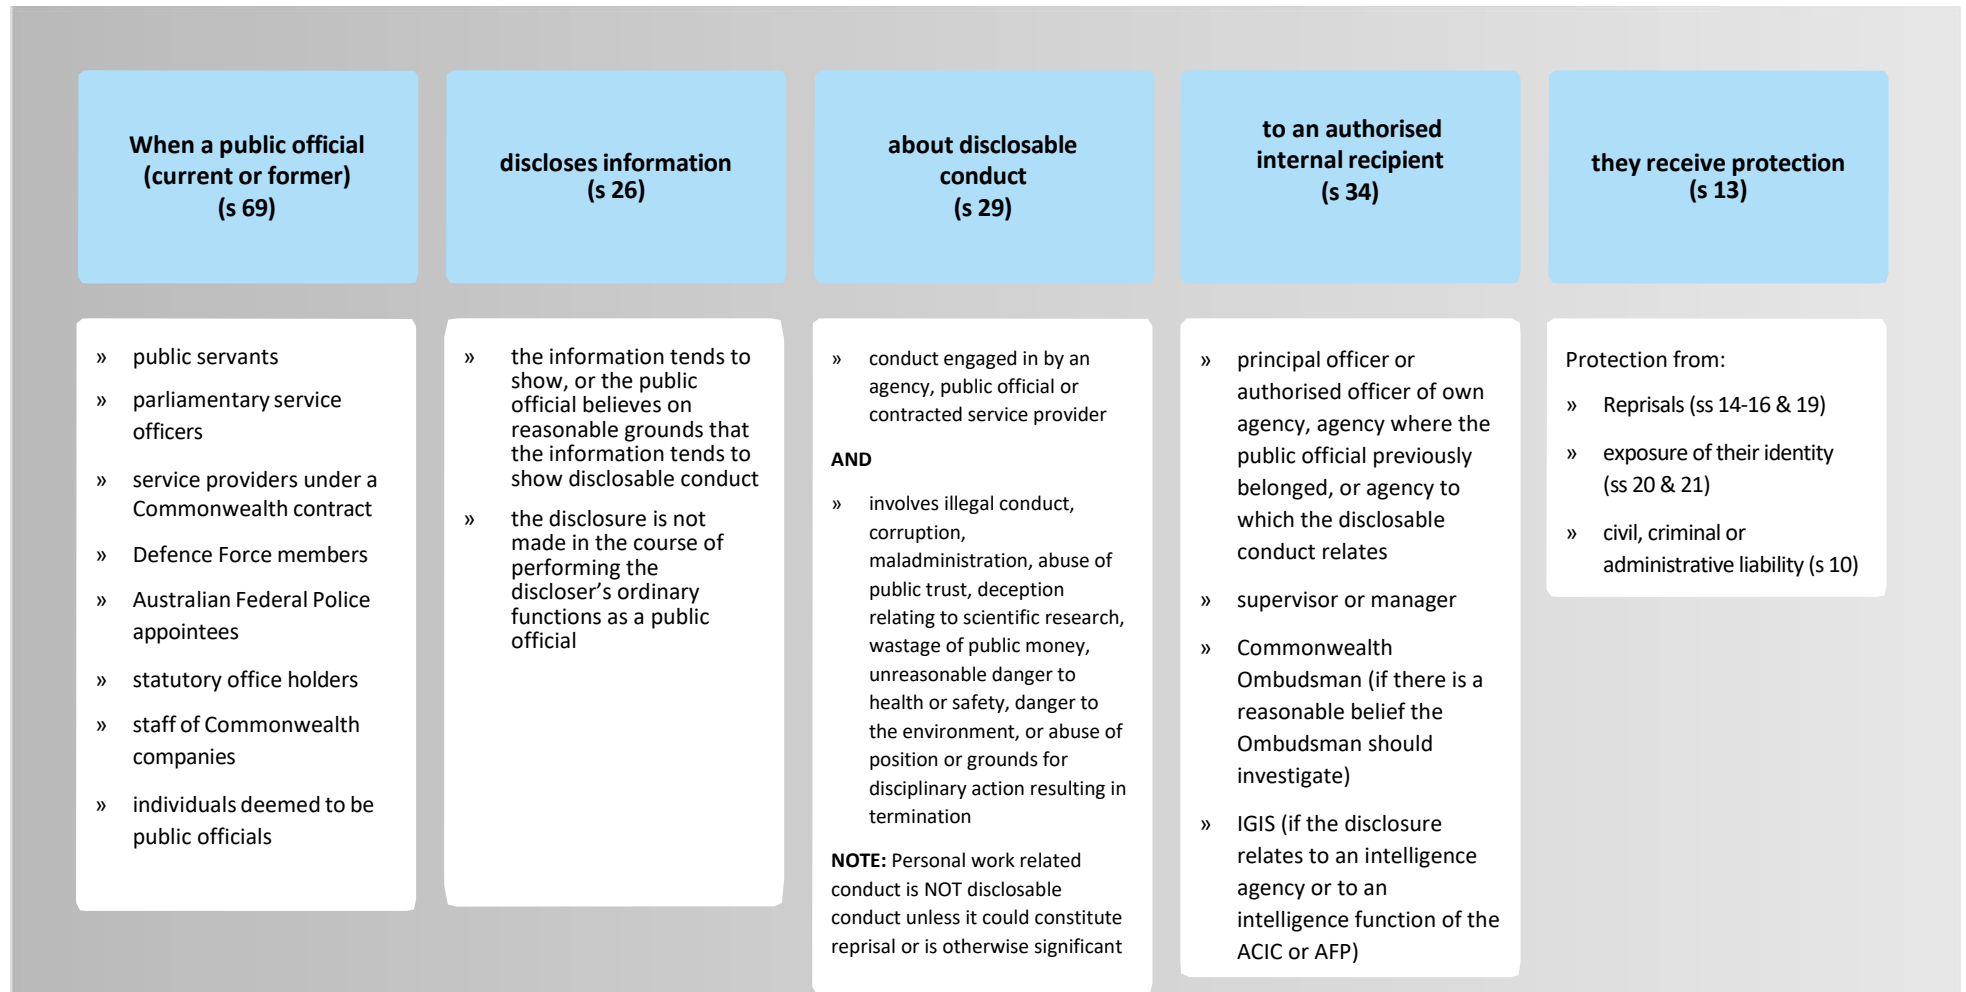 When a public official
(current or former)
(s 69)
discloses information
(s 26)
about disclosable
conduct
(s 29)
to an authorised
internal recipient
(s 34)
they receive protection
(s 13)
» public servants
» parliamentary service
officers
» service providers under a
Commonwealth contract
» Defence Force members
» Australian Federal Police
appointees
» statutory office holders
» staff of Commonwealth
companies
» individuals deemed to be
public officials
» the information tends to
show, or the public
official believes on
reasonable grounds that
the information tends to
show disclosable conduct
» the disclosure is not
made in the course of
performing the
discloser’s ordinary
functions as a public
official
» conduct engaged in by an
agency, public official or
contracted service provider
AND
» involves illegal conduct,
corruption,
maladministration, abuse of
public trust, deception
relating to scientific research,
wastage of public money,
unreasonable danger to
health or safety, danger to
the environment, or abuse of
position or grounds for
disciplinary action resulting in
termination
NOTE: Personal work related
conduct is NOT disclosable
conduct unless it could constitute
reprisal or is otherwise significant
» principal officer or
authorised officer of own
agency, agency where the
public official previously
belonged, or agency to
which the disclosable
conduct relates
» supervisor or manager
» Commonwealth
Ombudsman (if there is a
reasonable belief the
Ombudsman should
investigate)
» IGIS (if the disclosure
relates to an intelligence
agency or to an
intelligence function of the
ACIC or AFP)
Protection from:
» Reprisals (ss 14-16 & 19)
» exposure of their identity
(ss 20 & 21)
» civil, criminal or
administrative liability (s 10)